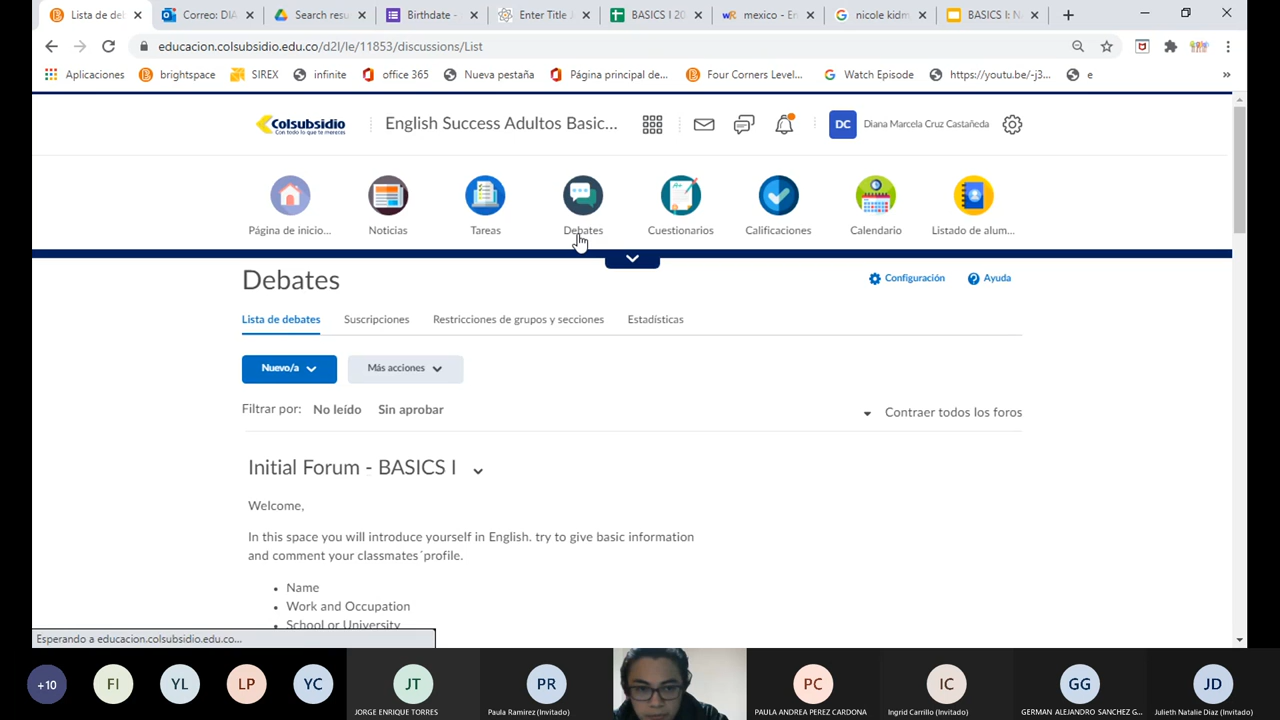 Lista de del
Correo: DIA
Search resu
Birthdate -
Enter Title
BASICS I 20
mexico - En
nicole kidm
BASICS I: N
educacion.colsubsidio.edu.co/d2l/le/11853/discussions/List
Aplicaciones
brightspace
SIREX
infinite
office 365
Nueva pestaña
Página principal de...
Four Corners Level...
Watch Episode
https://youtu.be/-j3...
e
»
Colsubsidio
Con todo lo que te mereces
English Success Adultos Basic...
DC
Diana Marcela Cruz Castañeda
Página de inicio...
Noticias
Tareas
Debates
Cuestionarios
Calificaciones
Calendario
Listado de alum...
Debates
Configuración
Ayuda
Lista de debates
Suscripciones
Restricciones de grupos y secciones
Estadísticas
Nuevo/a
Más acciones
Filtrar por:
No leído
Sin aprobar
Contraer todos los foros
Initial Forum - BASICS I
Welcome,
In this space you will introduce yourself in English. try to give basic information
and comment your classmates´profile.
• Name
• Work and Occupation
• School or University
Esperando a educacion.colsubsidio.edu.co...
+10
FI
YL
LP
YC
JT
JORGE ENRIQUE TORRES
PR
Paula Ramirez (Invitado)
PC
PAULA ANDREA PEREZ CARDONA
IC
Ingrid Carrillo (Invitado)
GG
GERMAN ALEJANDRO SANCHEZ G...
JD
Julieth Natalie Diaz (Invitado)